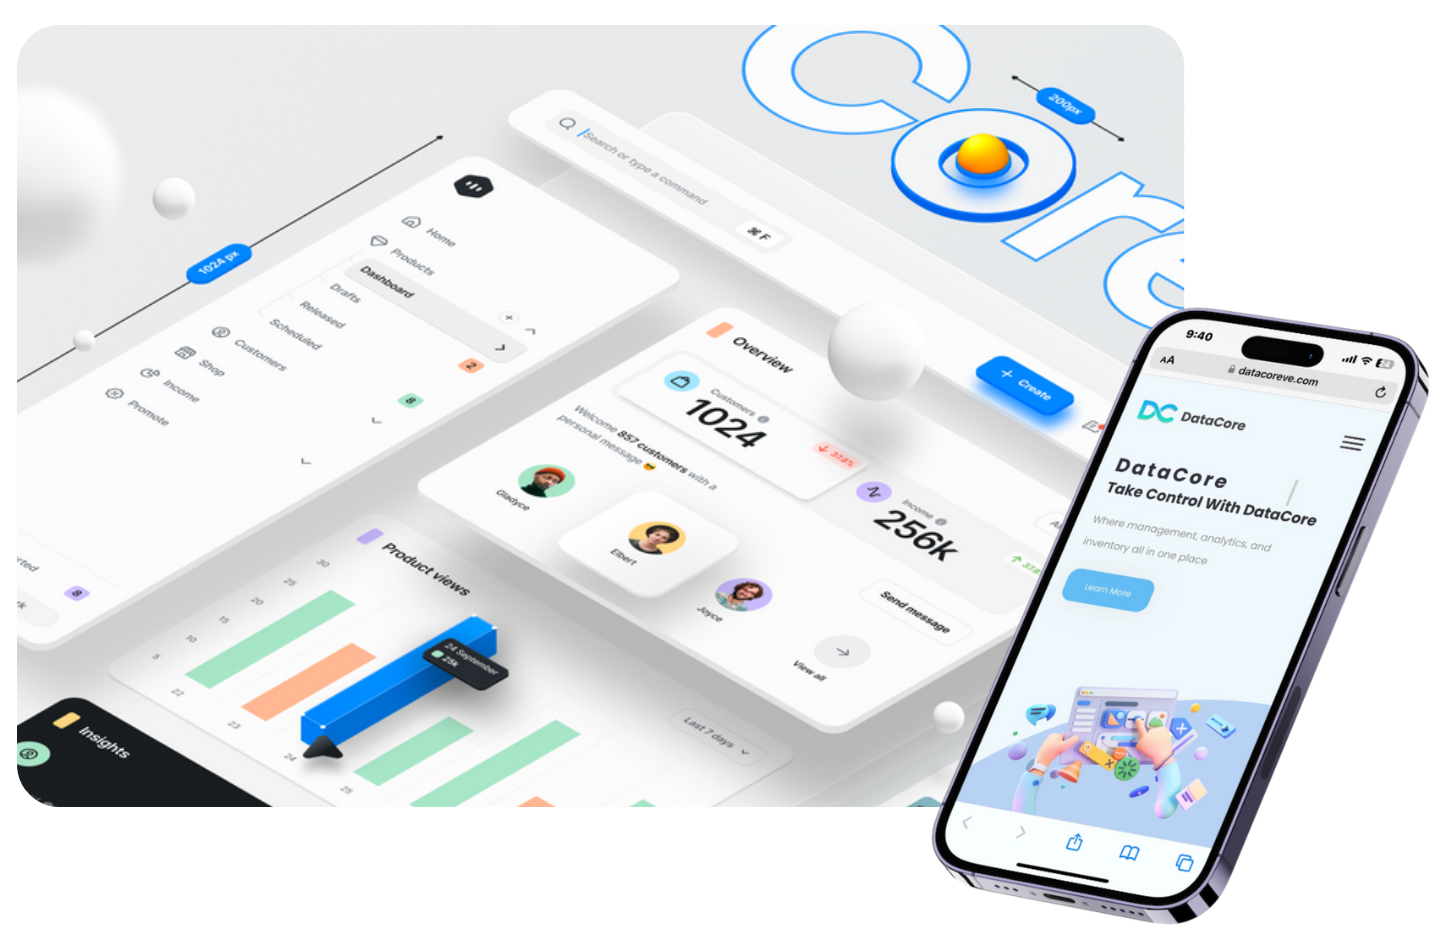 Core
200px
1024 px
Search or type a command
⌘ F
Home
Products
Dashboard
Drafts
Released
Scheduled
2
Customers
8
Shop
Income
Promote
8
Overview
Customers
1024
37.8%
Income
256k
Create
Welcome 857 customers with a
personal message 😎
Gladyce
Elbert
Joyce
View all
Send message
Product views
30
25
20
15
10
5
22
23
24
25
24 September
25k
Last 7 days
Insights
9:40
AA
datacoreve.com
DC DataCore
DataCore
Take Control With DataCore
Where management, analytics, and
inventory all in one place
Learn More